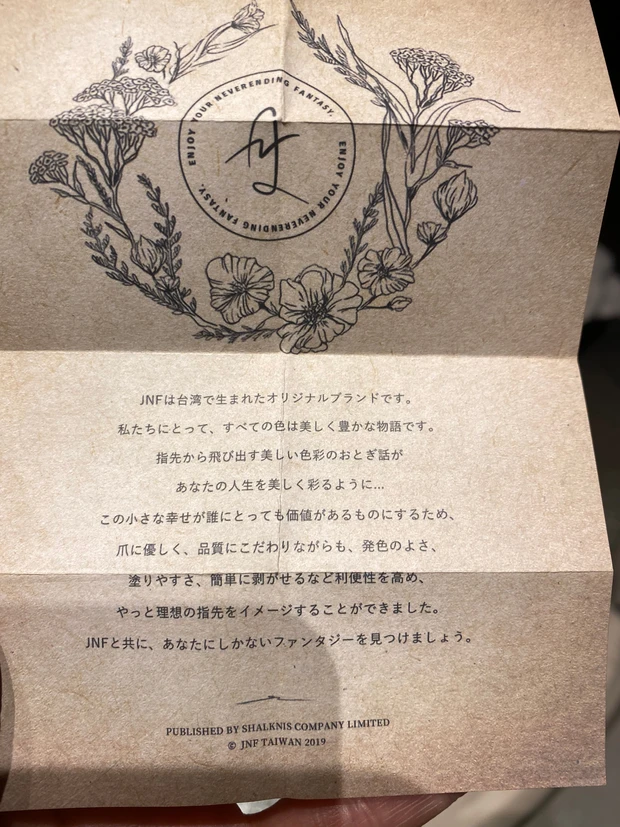 ENJOY YOUR NEVERENDING FANTASY.
ENJOY YOUR NEVERENDING FANTASY.
JNFは台湾で生まれたオリジナルブランドです。
私たちにとって、すべての色は美しく豊かな物語です。
指先から飛び出す美しい色彩のおとぎ話が
あなたの人生を美しく彩るように...
この小さな幸せが誰にとっても価値があるものにするため、
爪に優しく、品質にこだわりながらも、発色のよさ、
塗りやすさ、簡単に剥がせるなど利便性を高め、
やっと理想の指先をイメージすることができました。
JNFと共に、あなたにしかないファンタジーを見つけましょう。
PUBLISHED BY SHALKNIS COMPANY LIMITED
© JNF TAIWAN 2019